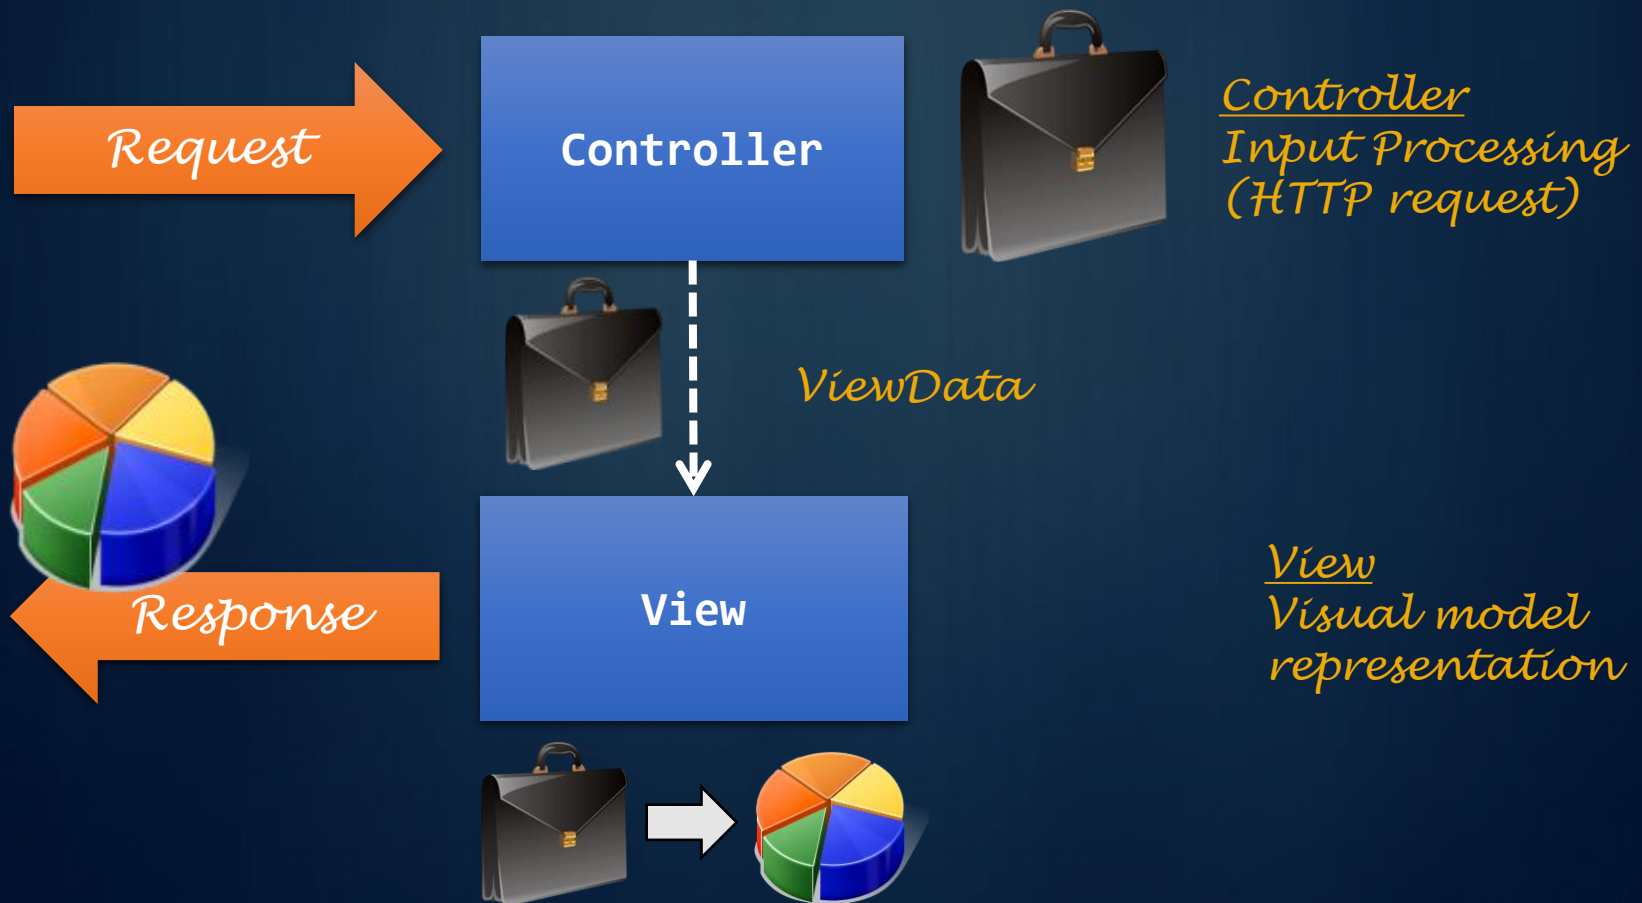 Request
Controller
Controller
Input Processing
(HTTP request)
ViewData
Response
View
View
Visual model
representation